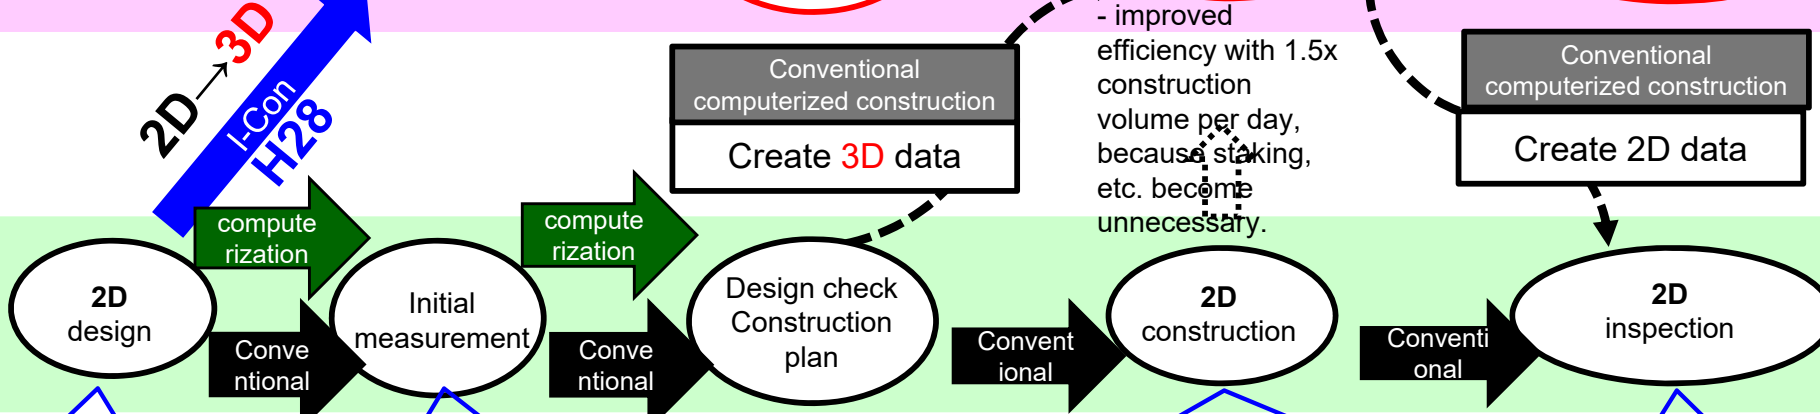 2D→3D
I-Con
H28
Conventional
computerized construction
Create 3D data
- improved
efficiency with 1.5x
construction
volume per day,
because staking,
etc. become
unnecessary.
Conventional
computerized construction
Create 2D data
compute
rization
compute
rization
2D
design
Initial
measurement
Design check
Construction
plan
2D
construction
2D
inspection
Conve
ntional
Conve
ntional
Convent
ional
Conventi
onal